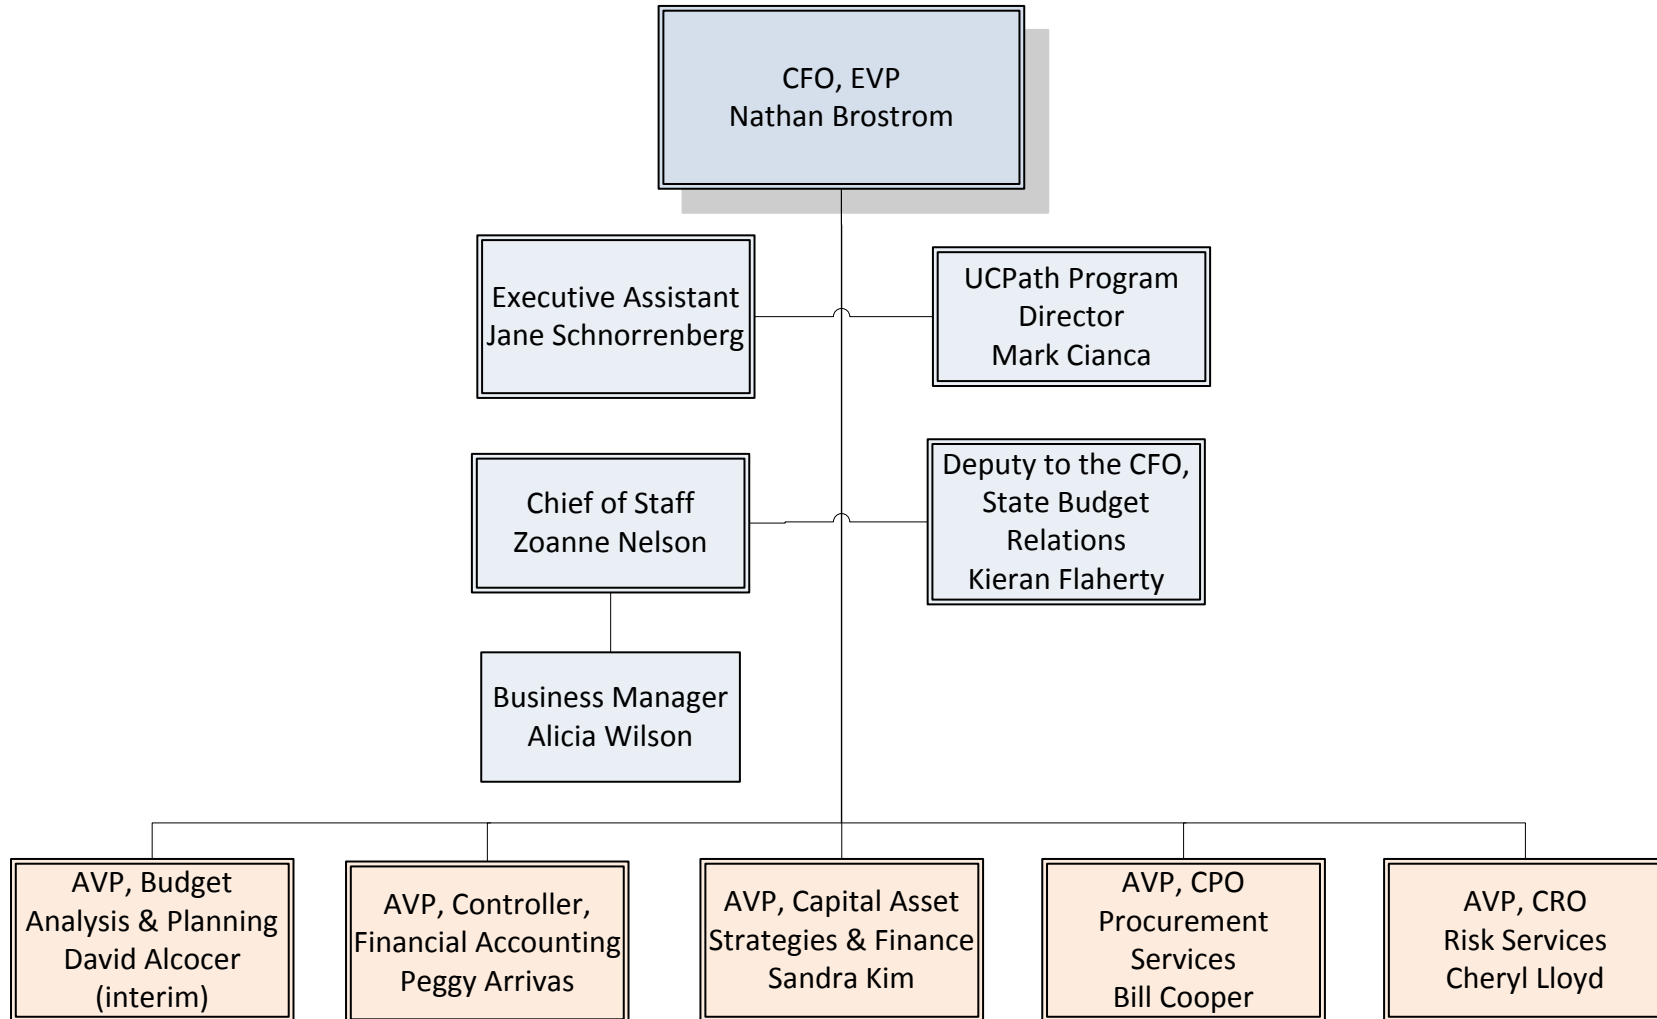 CFO, EVP
Nathan Brostrom
Executive Assistant
Jane Schnorrenberg
UCPath Program
Director
Mark Cianca
Chief of Staff
Zoanne Nelson
Deputy to the CFO,
State Budget
Relations
Kieran Flaherty
Business Manager
Alicia Wilson
AVP, Budget
Analysis & Planning
David Alcocer
(interim)
AVP, Controller,
Financial Accounting
Peggy Arrivas
AVP, Capital Asset
Strategies & Finance
Sandra Kim
AVP, CPO
Procurement
Services
Bill Cooper
AVP, CRO
Risk Services
Cheryl Lloyd